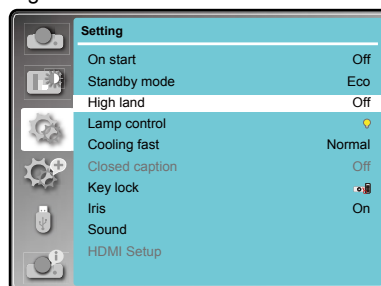 Setting
On start Off
Standby mode Eco
High land Off
Lamp control
Cooling fast Normal
Closed caption Off
Key lock
Iris On
Sound
HDMI Setup